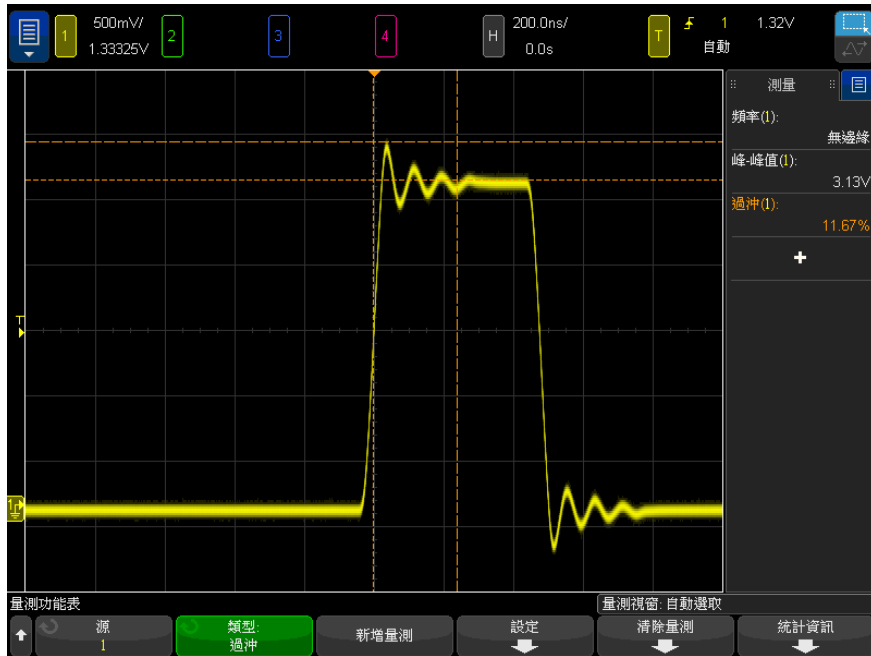 1
500mV/
1.33325V
2
3
4
H
200.0ns/
0.0s
T
1
1.32V
自動
測量
頻率(1):
無邊緣
峰-峰值(1):
3.13V
過沖(1):
11.67%
+
T
1
量測功能表
量測視窗: 自動選取
源
1
類型:
過沖
新增量測
設定
清除量測
統計資訊